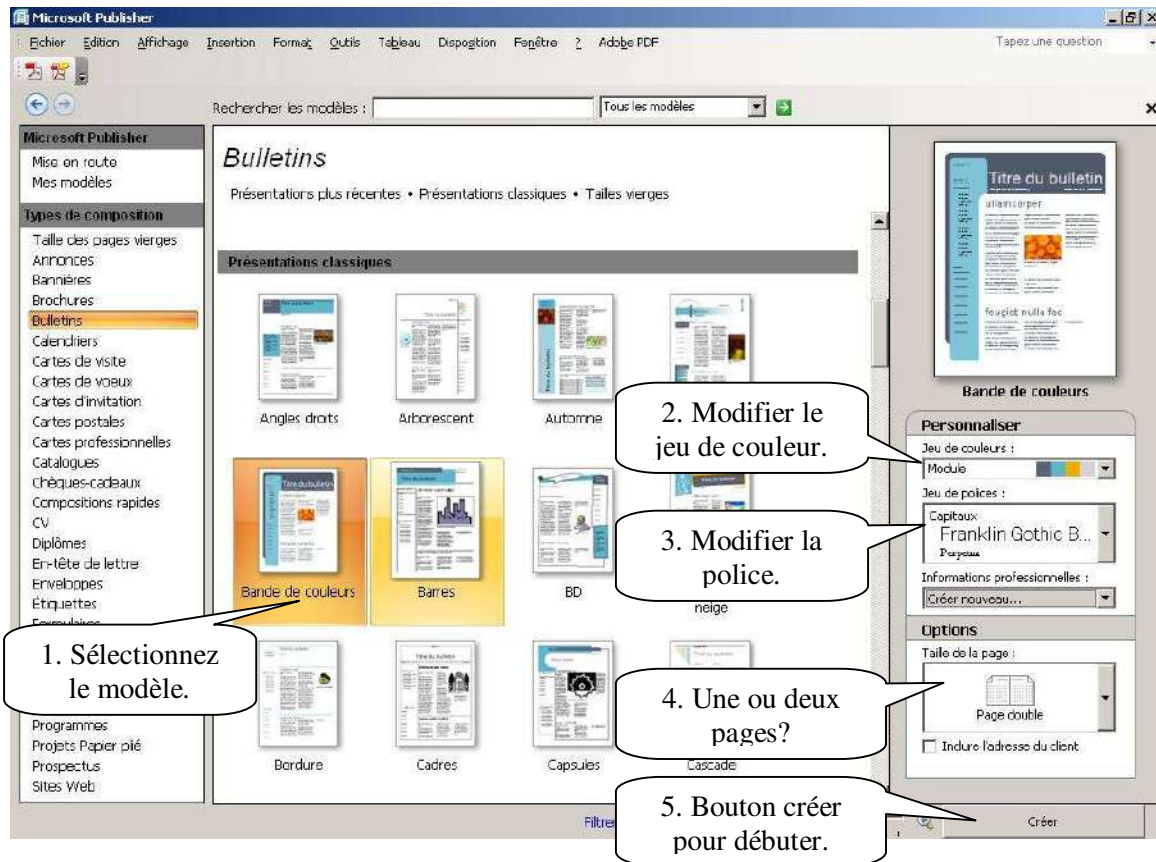 Microsoft Publisher
Fichier Edition Affichage Insertion Format Outils Tableau Disposition Fenêtre ? Adobe PDF Tapez une question
Rechercher les modèles : Tous les modèles
Microsoft Publisher
Mise en route
Mes modèles
Types de composition
Taille des pages vierges
Annonces
Bannières
Brochures
Bulletins
Calendriers
Cartes de visite
Cartes de voeux
Cartes d'invitation
Cartes postales
Cartes professionnelles
Catalogues
Chèques-cadeaux
Compositions rapides
CV
Diplômes
En-tête de lettre
Enveloppes
Étiquettes
Formulaires
Programmes
Projets Papier plié
Prospectus
Sites Web
Bulletins
Présentations plus récentes • Présentations classiques • Tailles vierges
Présentations classiques
Angles droits Arborescent Automne
Bande de couleurs Barres BD neige
Bordure Cadres Capsules Cascade
Titre du bulletin
ullamcorper
feugiat nulla fac
Bande de couleurs
Personnaliser
Jeu de couleurs :
Module
Jeu de polices :
Capitaux
Franklin Gothic B...
Perpetua
Informations professionnelles :
Créer nouveau...
Options
Taille de la page :
Page double
Inclure l'adresse du client
Créer
1. Sélectionnez
le modèle.
2. Modifier le
jeu de couleur.
3. Modifier la
police.
4. Une ou deux
pages?
5. Bouton créer
pour débuter.